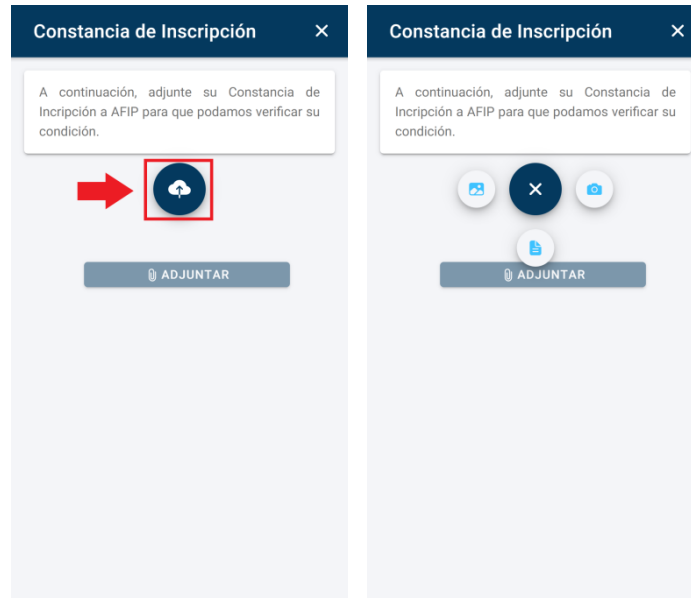 Constancia de Inscripción
A continuación, adjunte su Constancia de
Incripción a AFIP para que podamos verificar su
condición.
ADJUNTAR
Constancia de Inscripción
A continuación, adjunte su Constancia de
Incripción a AFIP para que podamos verificar su
condición.
ADJUNTAR